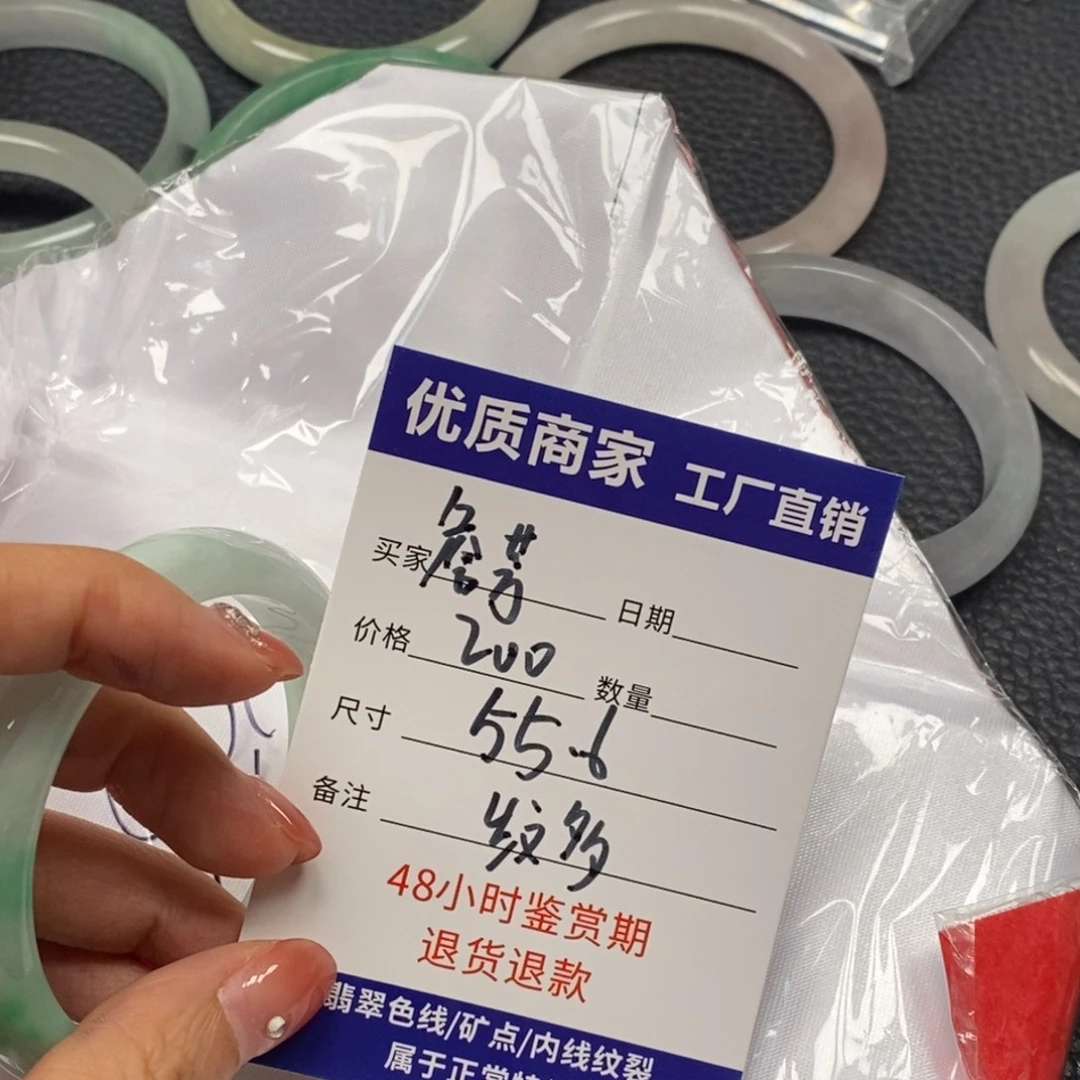 优质商家 工厂直销
买家 詹芳 日期
价格 200 数量
尺寸 55.6
备注 纹多
48小时鉴赏期
退货退款
翡翠色线/矿点/内线纹裂
属于正常